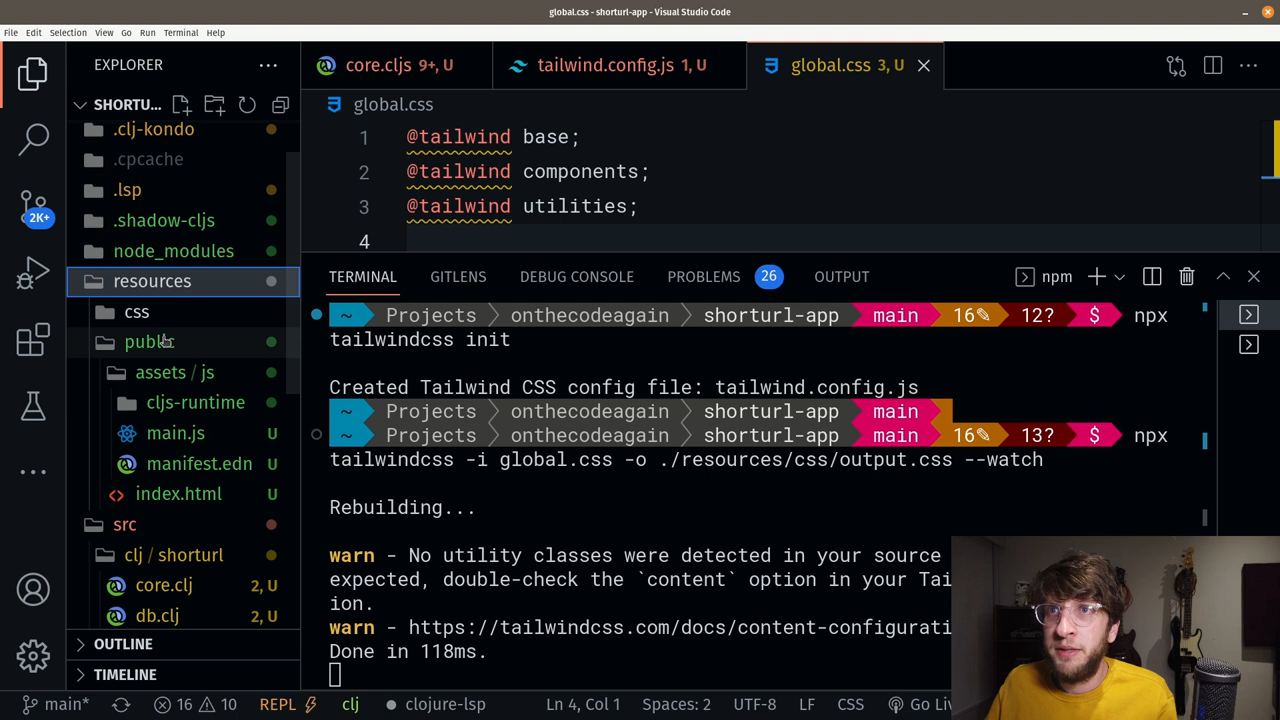 global.css - shorturl-app - Visual Studio Code
File Edit Selection View Go Run Terminal Help
EXPLORER
SHORTU...
.clj-kondo
.cpcache
.lsp
.shadow-cljs
node_modules
resources
css
public
assets / js
cljs-runtime
main.js U
manifest.edn U
index.html U
src
clj / shorturl
core.clj 2, U
db.clj 2, U
OUTLINE
TIMELINE
2K+
core.cljs 9+, U
tailwind.config.js 1, U
global.css 3, U
global.css
1 @tailwind base;
2 @tailwind components;
3 @tailwind utilities;
4
TERMINAL GITLENS DEBUG CONSOLE PROBLEMS 26 OUTPUT
npm
~ Projects onthecodeagain shorturl-app main 16✎ 12? $ npx
tailwindcss init
Created Tailwind CSS config file: tailwind.config.js
~ Projects onthecodeagain shorturl-app main
~ Projects onthecodeagain shorturl-app main 16✎ 13? $ npx
tailwindcss -i global.css -o ./resources/css/output.css --watch
Rebuilding...
warn - No utility classes were detected in your source
expected, double-check the `content` option in your Tai
ion.
warn - https://tailwindcss.com/docs/content-configurati
Done in 118ms.
main* 16 10 REPL clj clojure-lsp Ln 4, Col 1 Spaces: 2 UTF-8 LF CSS Go Li